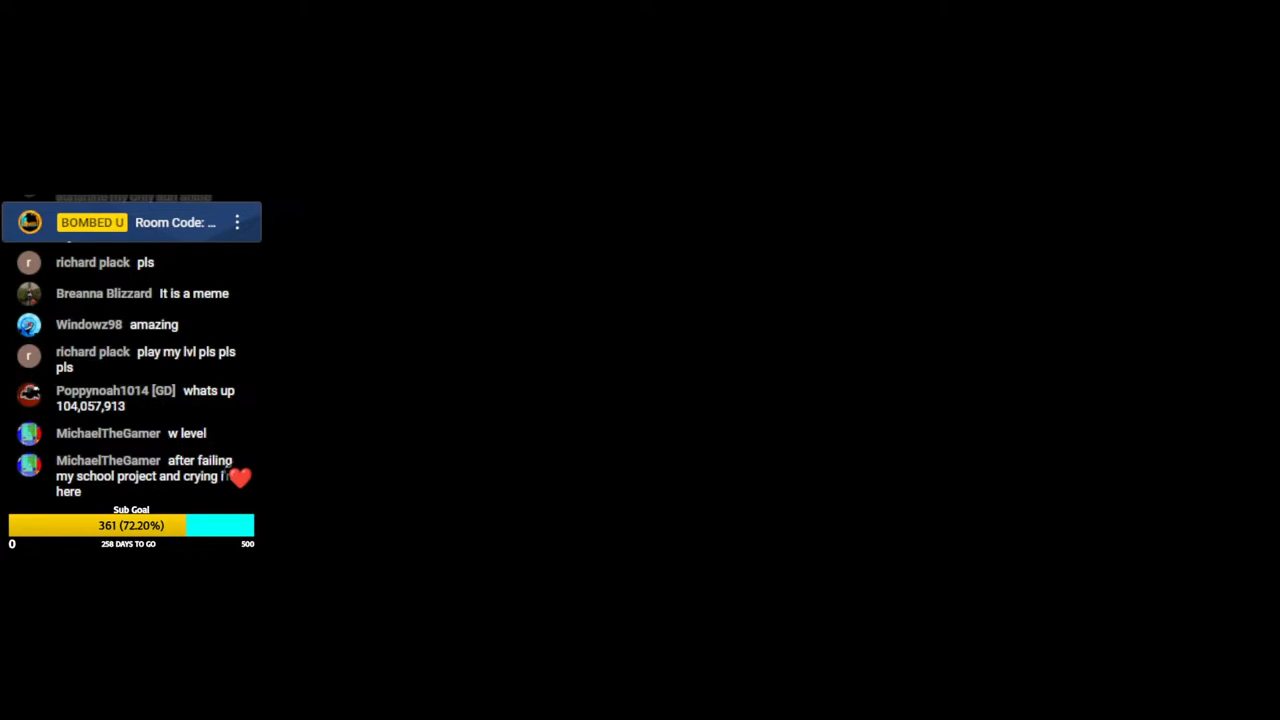 BOMBED U Room Code: ...
richard plack pls
Breanna Blizzard It is a meme
Windowz98 amazing
richard plack play my lvl pls pls
pls
Poppynoah1014 [GD] whats up
104,057,913
MichaelTheGamer w level
MichaelTheGamer after failing
my school project and crying
here
Sub Goal
361 (72.20%)
0 258 DAYS TO GO 500